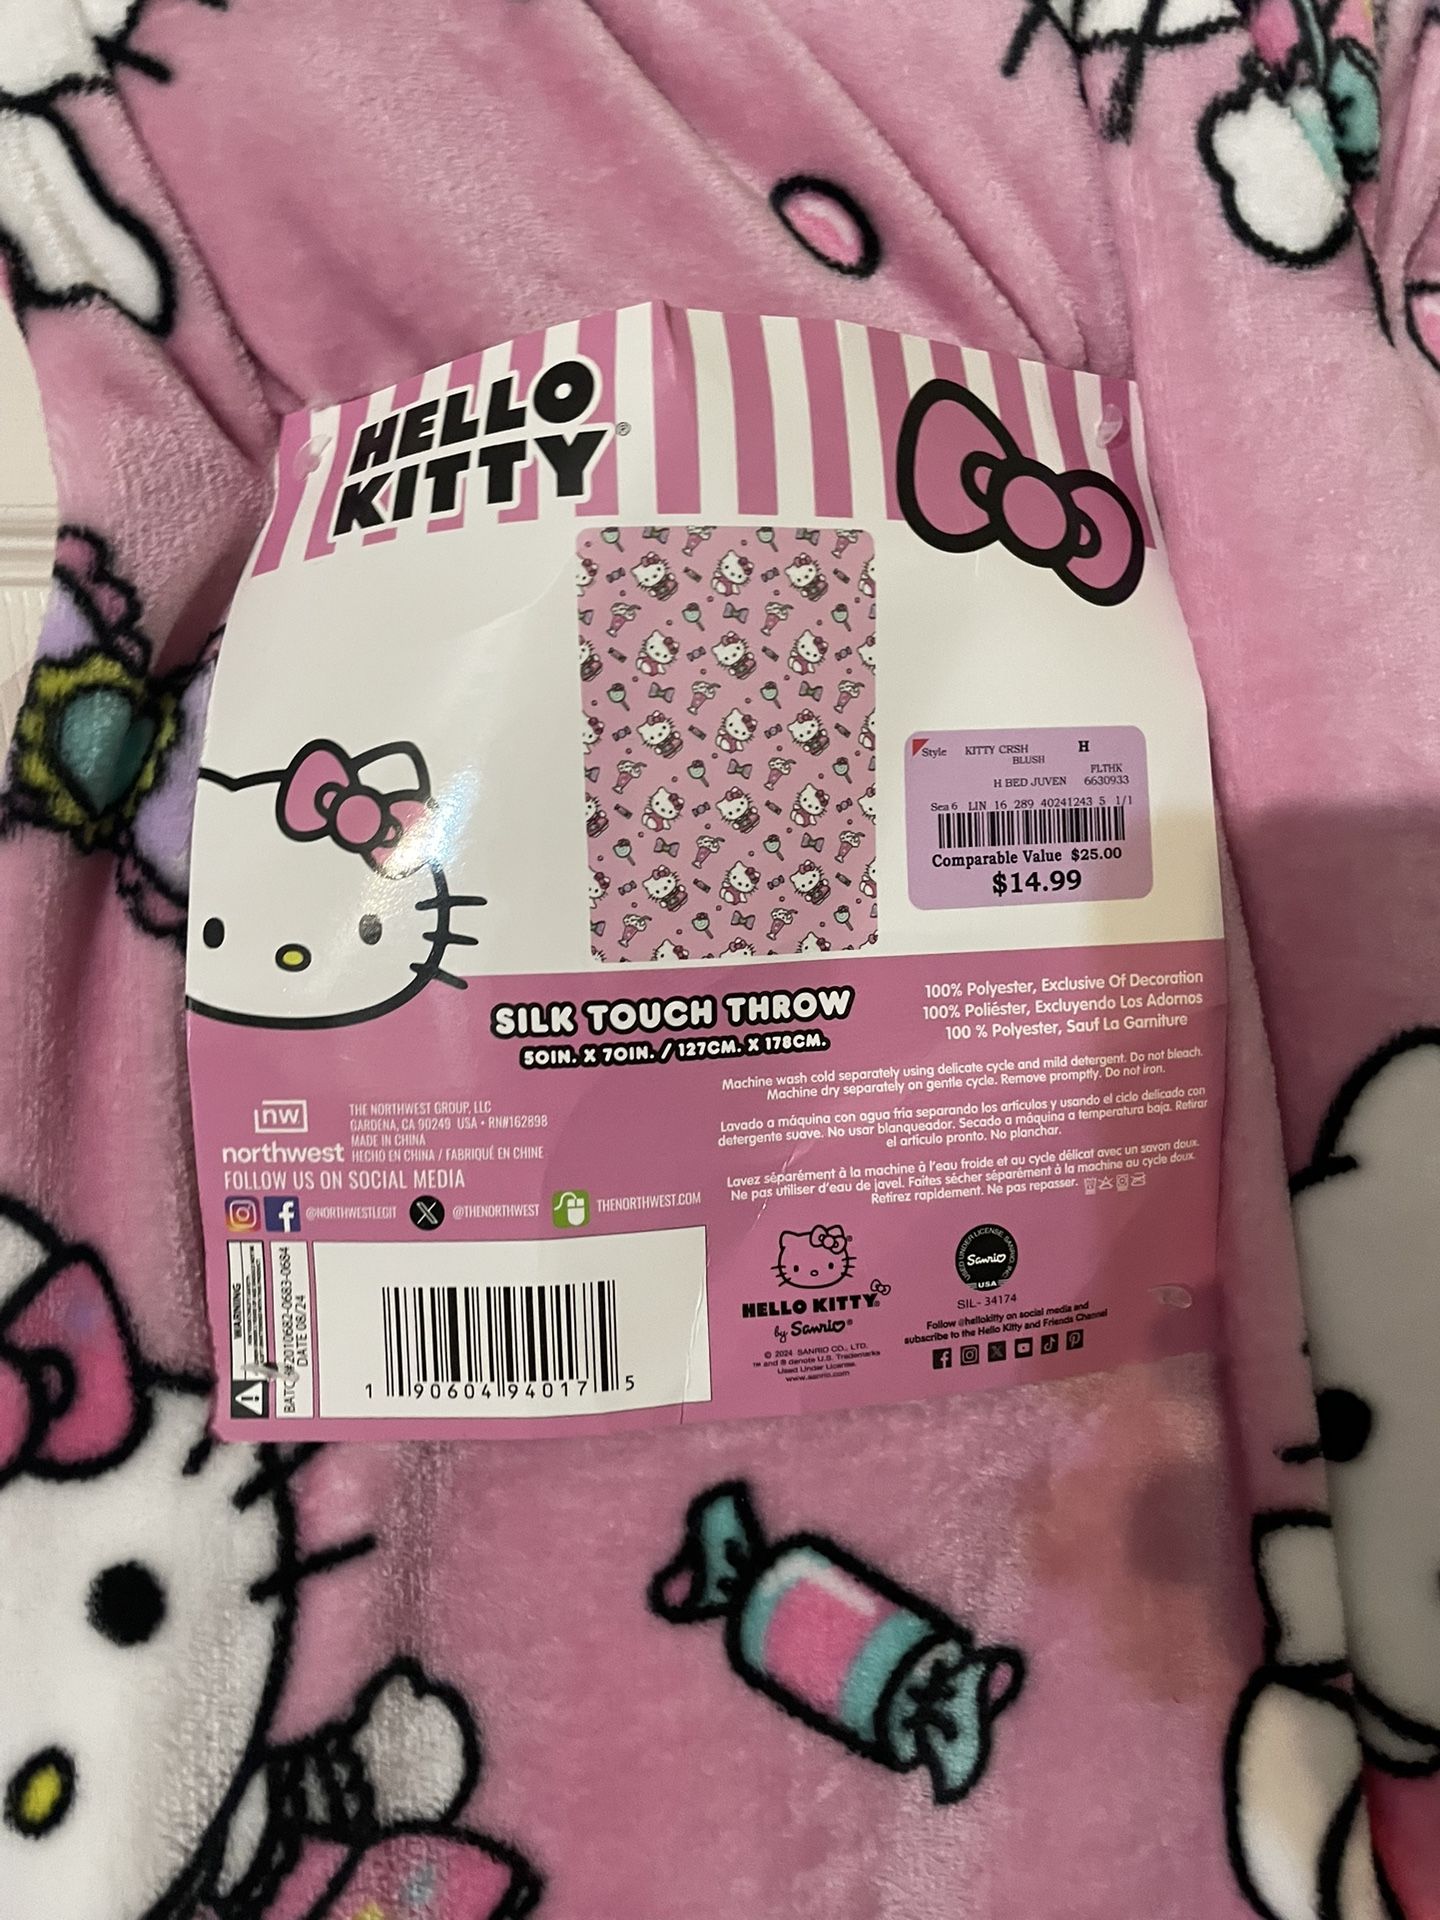 HELLO
KITTY®
Style KITTY CRSH H
BLUSH
FLTHK
H BED JUVEN 6630933
Sea 6 LIN 16 289 40241243 5 1/1
Comparable Value $25.00
$14.99
SILK TOUCH THROW
50IN. X 70IN. / 127CM. X 178CM.
100% Polyester, Exclusive Of Decoration
100% Poliéster, Excluyendo Los Adornos
100 % Polyester, Sauf La Garniture
Machine wash cold separately using delicate cycle and mild detergent. Do not bleach.
Machine dry separately on gentle cycle. Remove promptly. Do not iron.
Lavado a máquina con agua fria separando los artículos y usando el ciclo delicado con
detergente suave. No usar blanqueador. Secado a máquina a temperatura baja. Retirar
el artículo pronto. No planchar.
Lavez séparément à la machine à l'eau froide et au cycle délicat avec un savon doux.
Ne pas utiliser d'eau de javel. Faites sécher séparément à la machine au cycle doux.
Retirez rapidement. Ne pas repasser.
nw
northwest
THE NORTHWEST GROUP, LLC
GARDENA, CA 90249 USA • RN#162898
MADE IN CHINA
HECHO EN CHINA / FABRIQUÉ EN CHINE
FOLLOW US ON SOCIAL MEDIA
@NORTHWESTLEGIT
@THENORTHWEST
THENORTHWEST.COM
WARNING
#2010682-0683-0684
DATE 08/24
1 90604 94017 5
HELLO KITTY®
by Sanrio®
© 2024 SANRIO CO., LTD.
TM and ® denote U.S. Trademarks
Used Under License.
www.sanrio.com
USED UNDER LICENSE SANRIO, INC.
Sanrio
USA
SIL- 34174
Follow @hellokitty on social media and
subscribe to the Hello Kitty and Friends Channel